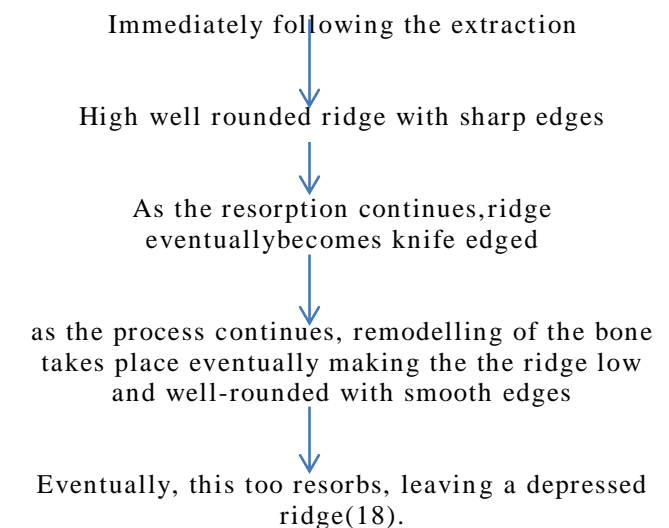 Immediately following the extraction
High well rounded ridge with sharp edges
As the resorption continues,ridge
eventuallybecomes knife edged
as the process continues, remodelling of the bone
takes place eventually making the the ridge low
and well-rounded with smooth edges
Eventually, this too resorbs, leaving a depressed
ridge(18).